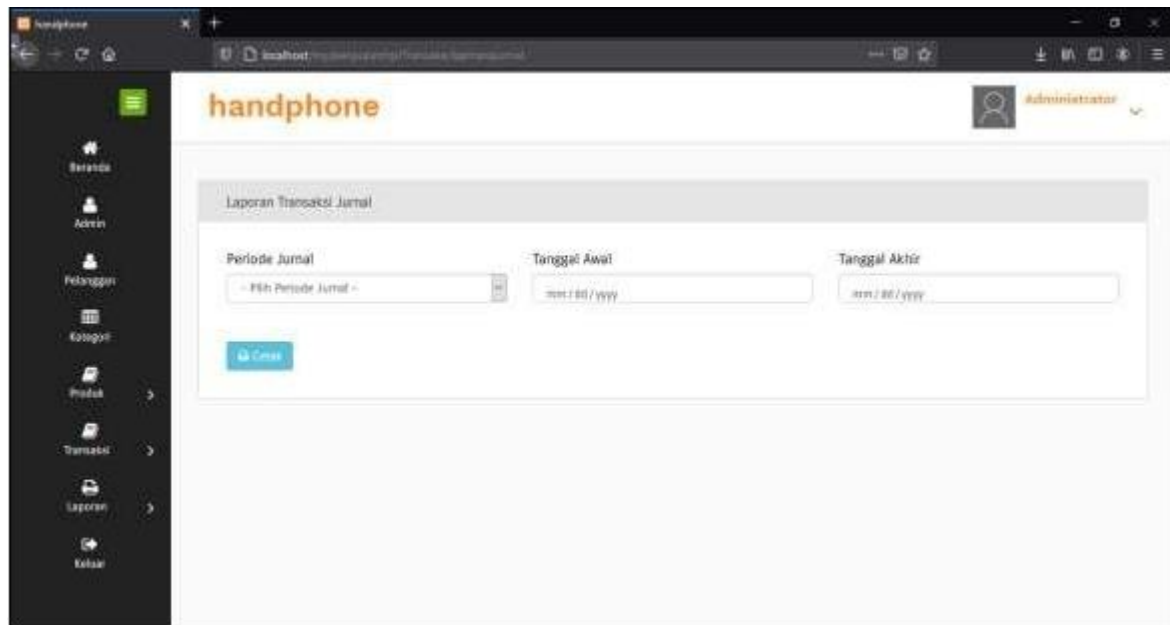 handphone
localhost
handphone
Administrator
Beranda
Admin
Pelanggan
Kategori
Produk
Transaksi
Laporan
Keluar
Laporan Transaksi Jurnal
Periode Jurnal
Tanggal Awal
Tanggal Akhir
- Pilih Periode Jurnal -
mm / dd / yyyy
mm / dd / yyyy
Cetak